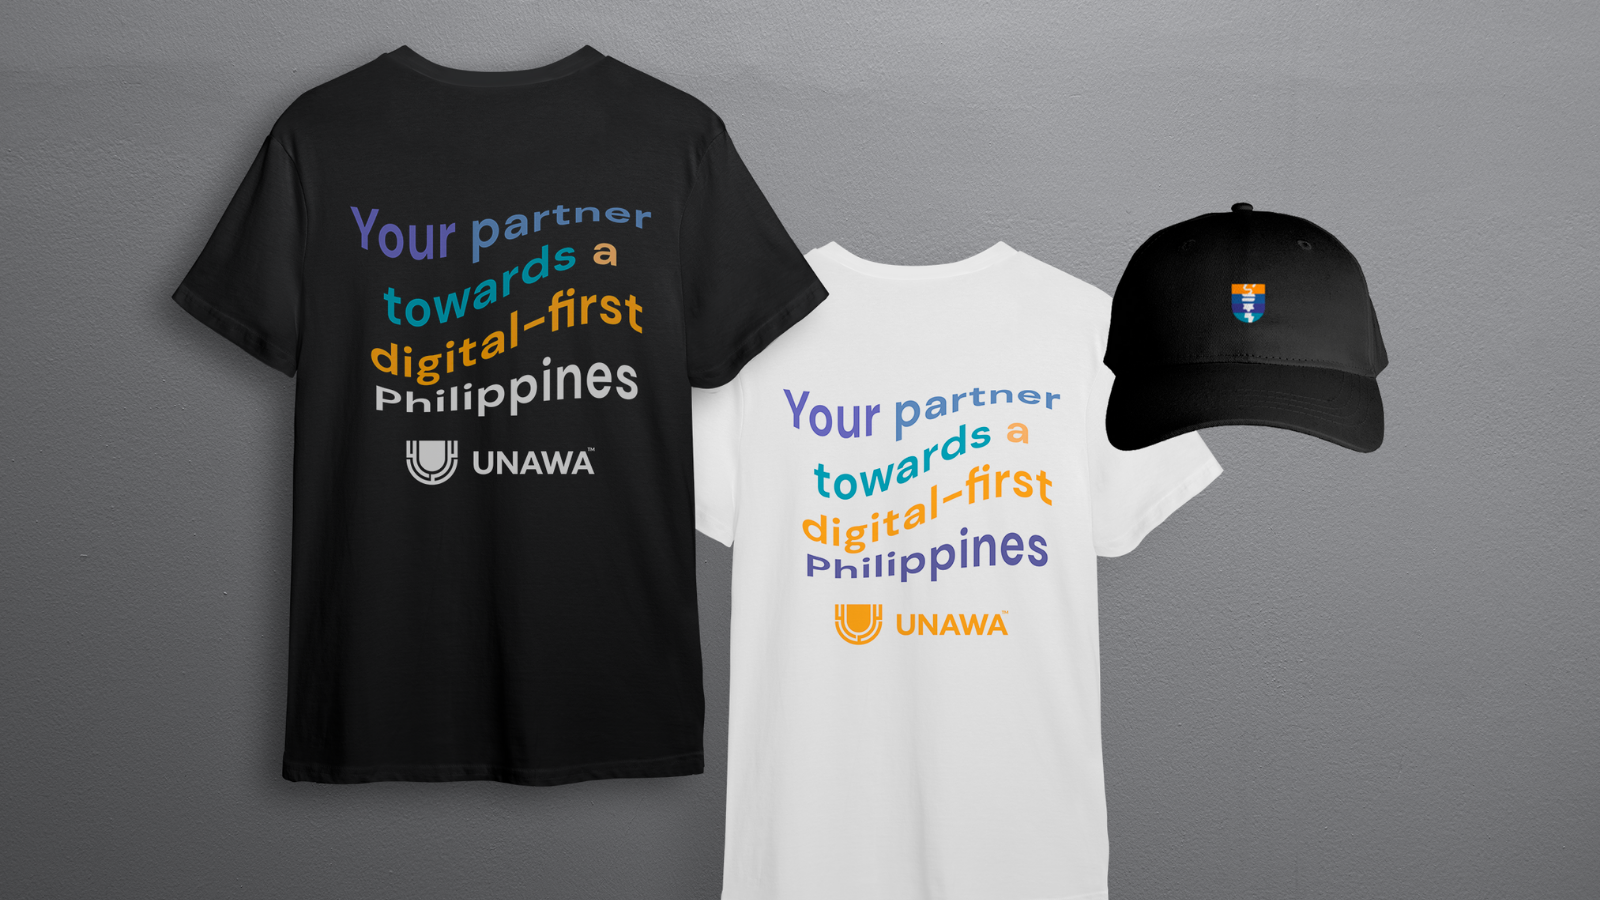 Your partner
towards a
digital-first
Philippines
UNAWA™
Your partner
towards a
digital-first
Philippines
UNAWA™